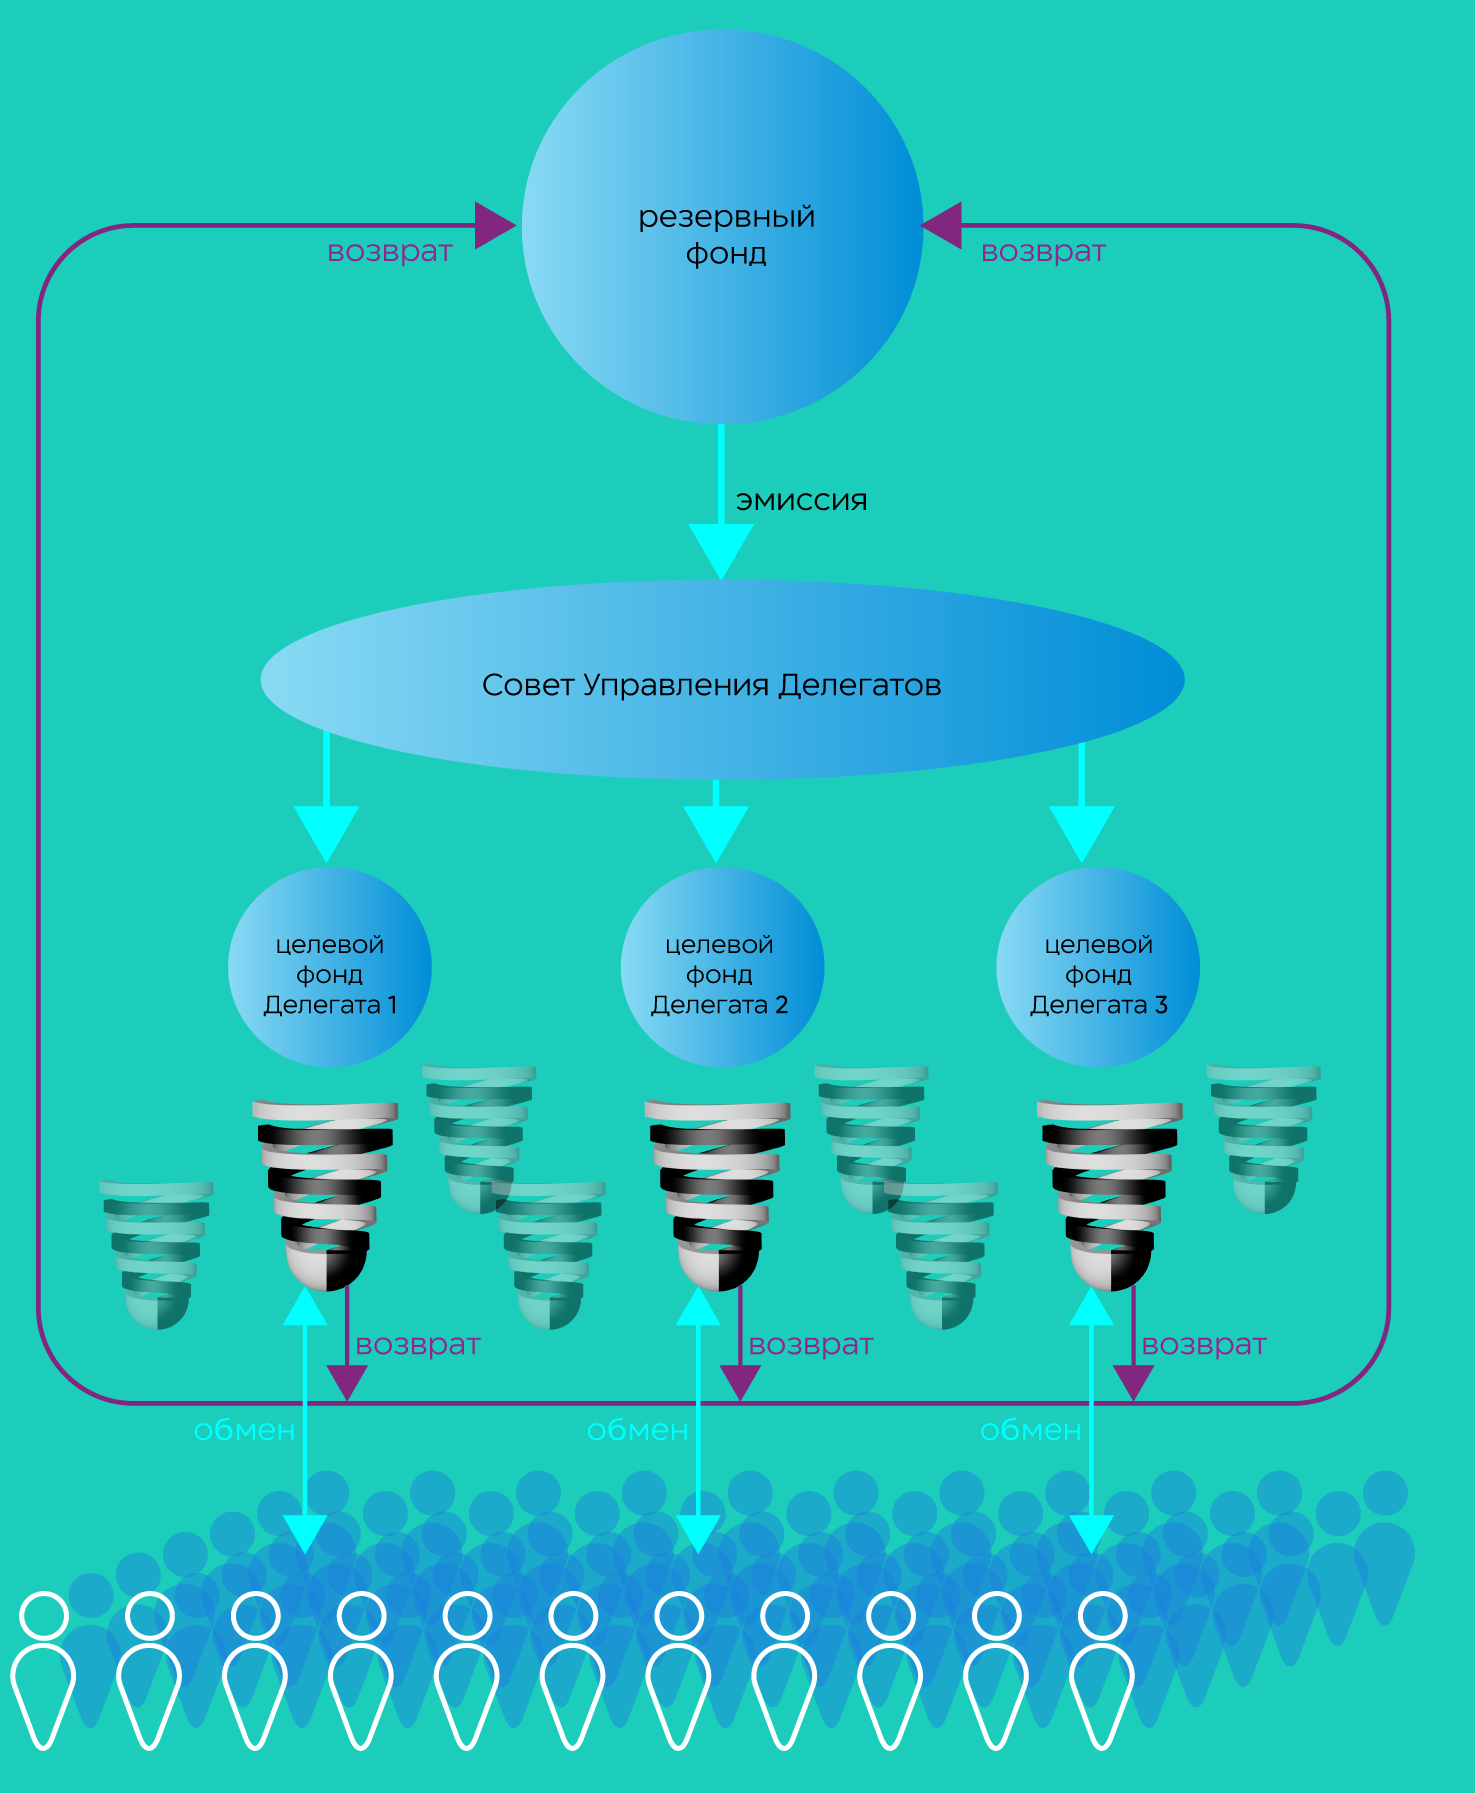 резервный
фонд
возврат
возврат
эмиссия
Совет Управления Делегатов
целевой
фонд
Делегата 1
целевой
фонд
Делегата 2
целевой
фонд
Делегата 3
возврат
возврат
возврат
обмен
обмен
обмен